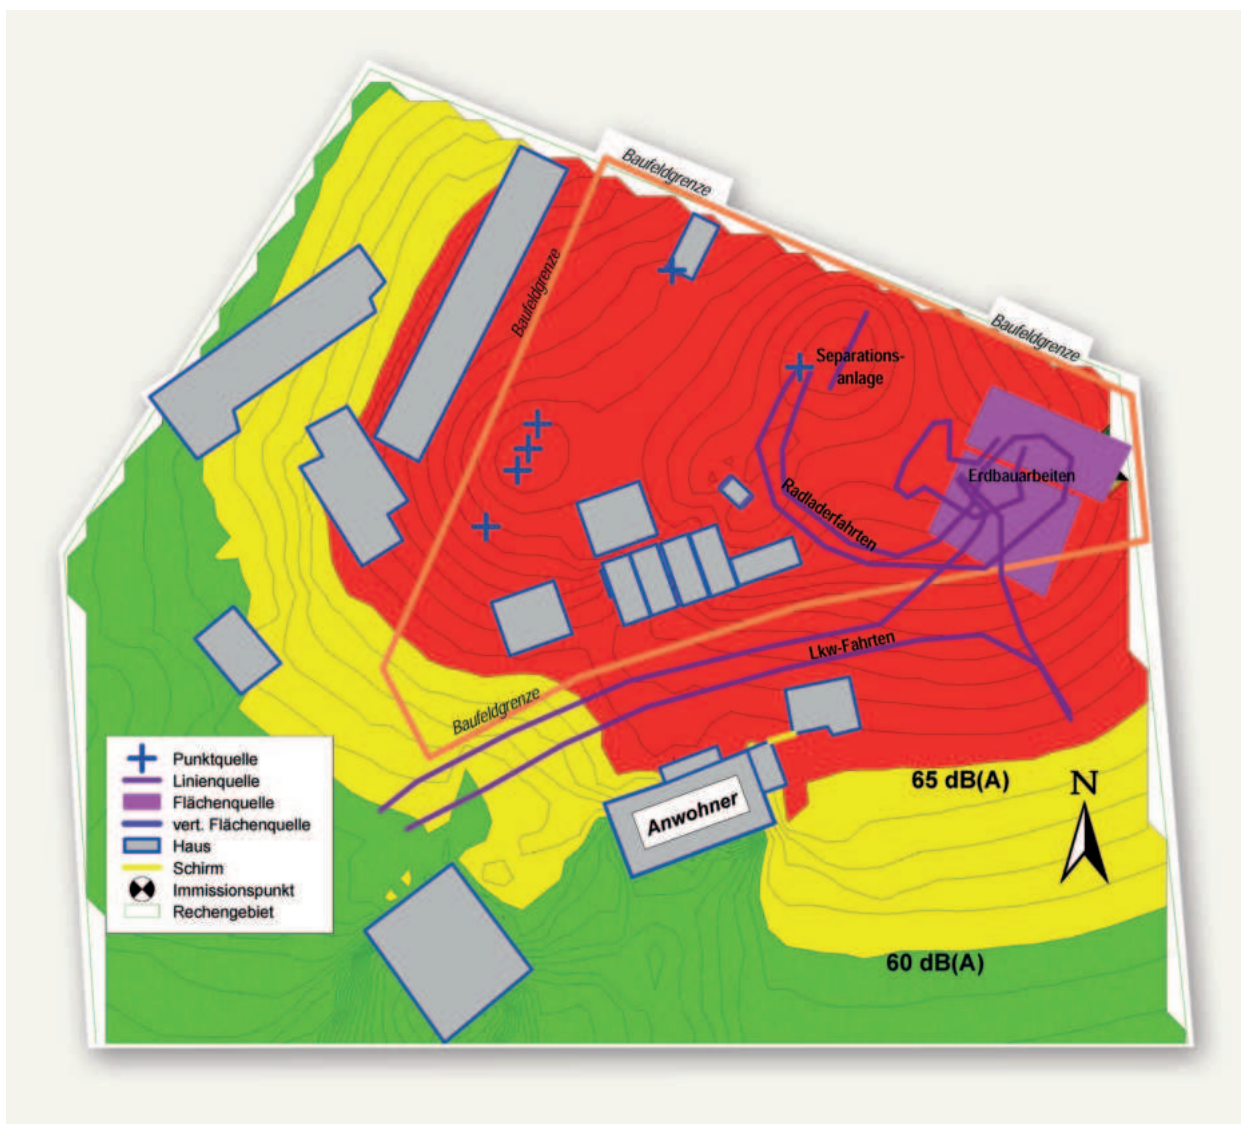 Baufeldgrenze
Baufeldgrenze
Baufeldgrenze
Separations-
anlage
Erdbauarbeiten
Radladerfahrten
Lkw-Fahrten
Baufeldgrenze
65 dB(A)
N
Anwohner
60 dB(A)
Punktquelle
Linienquelle
Flächenquelle
vert. Flächenquelle
Haus
Schirm
Immissionspunkt
Rechengebiet